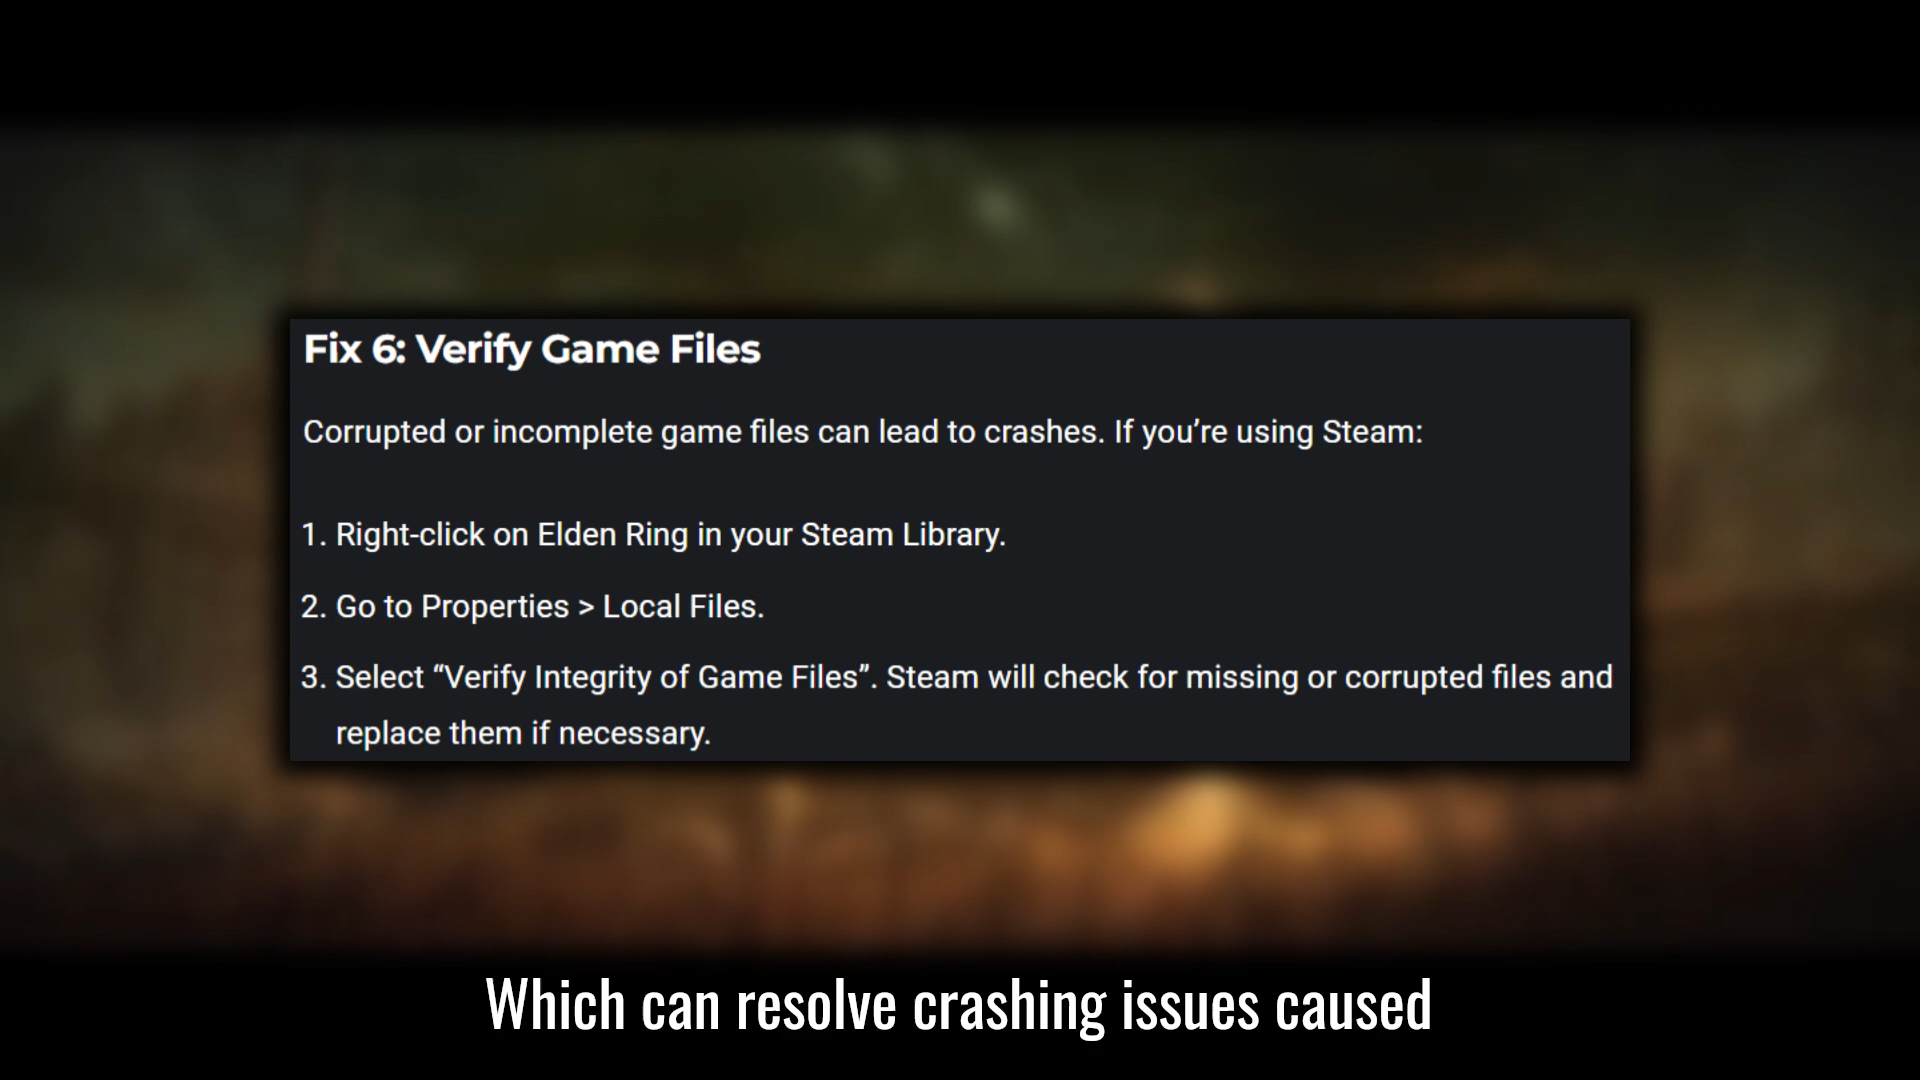 Fix 6: Verify Game Files
Corrupted or incomplete game files can lead to crashes. If you’re using Steam:
1. Right-click on Elden Ring in your Steam Library.
2. Go to Properties > Local Files.
3. Select “Verify Integrity of Game Files”. Steam will check for missing or corrupted files and
replace them if necessary.
Which can resolve crashing issues caused